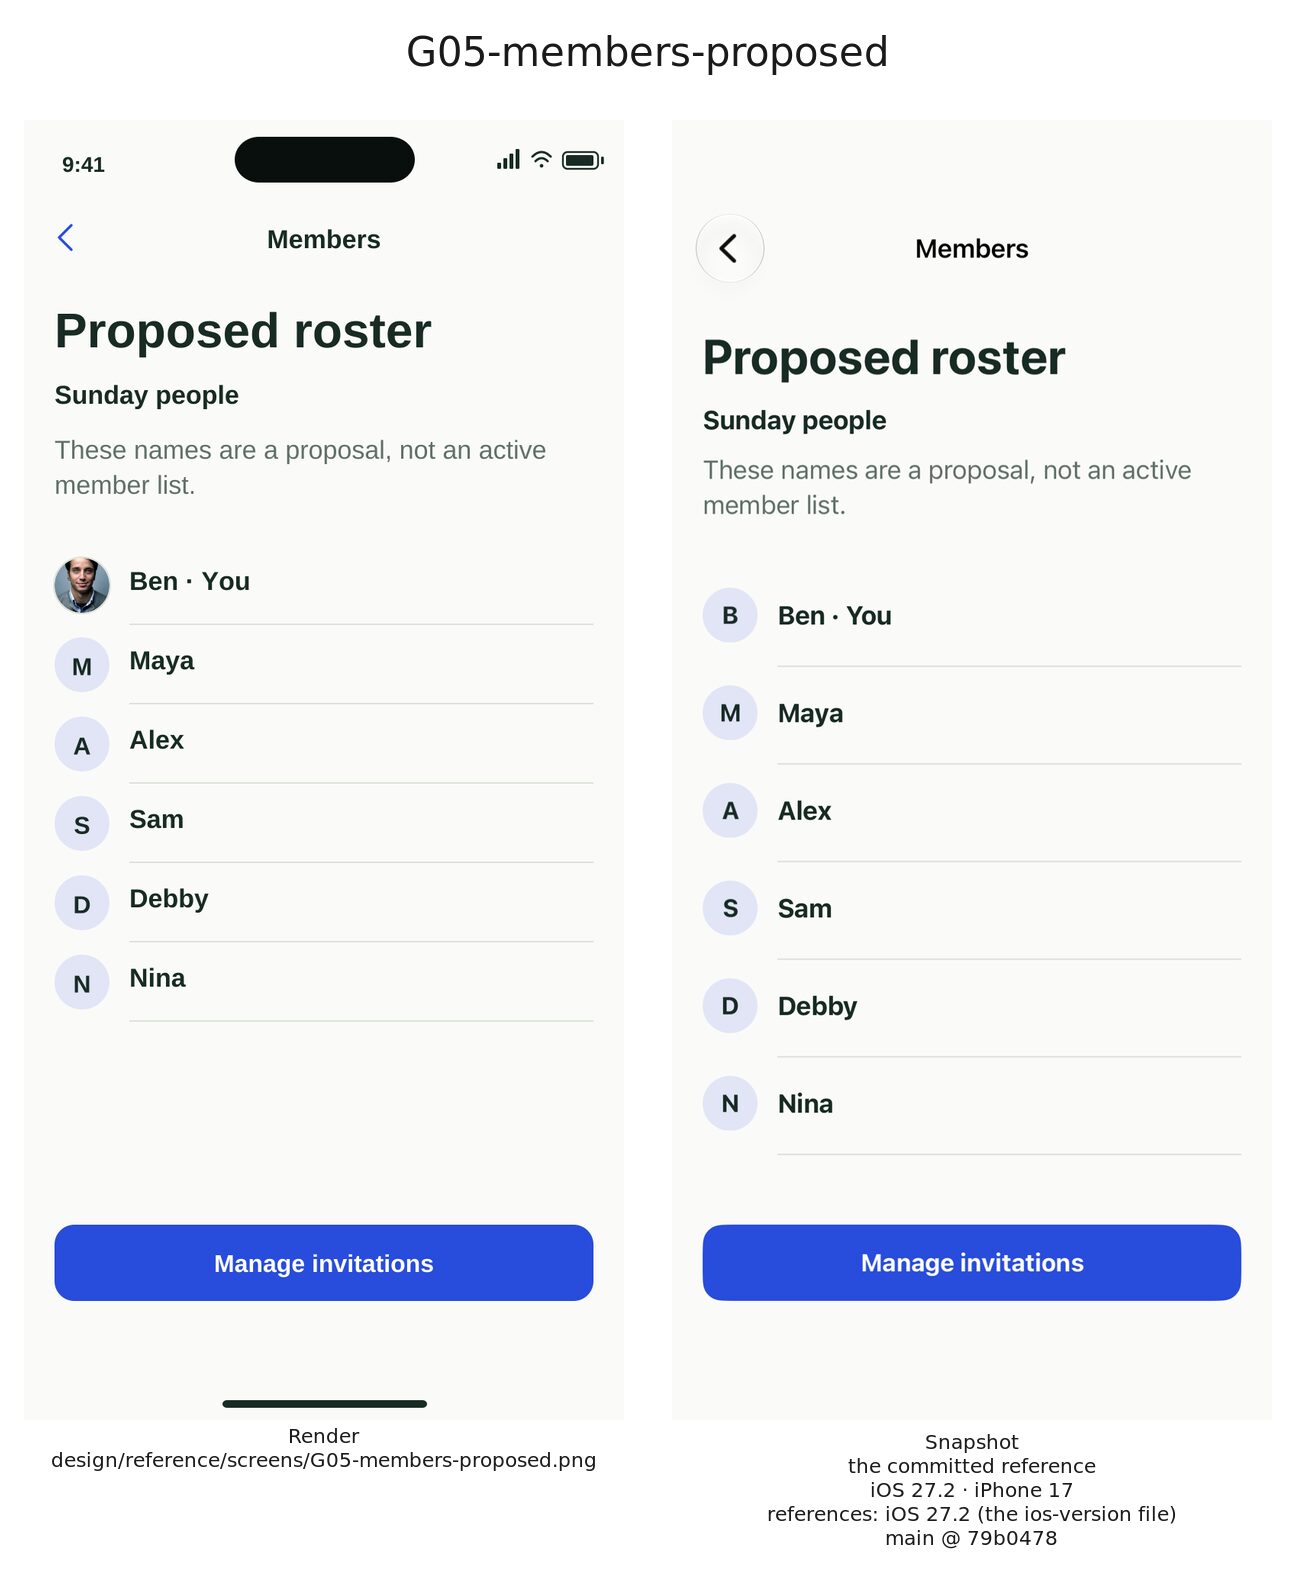 G05-members-proposed
9:41
Members
Proposed roster
Sunday people
These names are a proposal, not an active
member list.
Ben · You
M
Maya
A
Alex
S
Sam
D
Debby
N
Nina
Manage invitations
Render
design/reference/screens/G05-members-proposed.png
Members
Proposed roster
Sunday people
These names are a proposal, not an active
member list.
B
Ben · You
M
Maya
A
Alex
S
Sam
D
Debby
N
Nina
Manage invitations
Snapshot
the committed reference
iOS 27.2 · iPhone 17
references: iOS 27.2 (the ios-version file)
main @ 79b0478